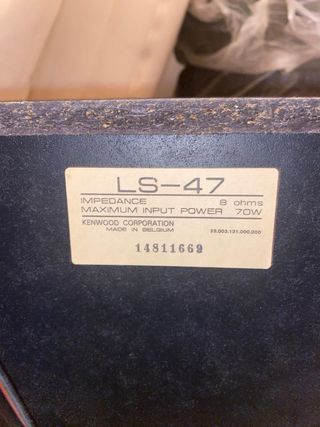 LS-47
IMPEDANCE 8 ohms
MAXIMUM INPUT POWER 70W
KENWOOD CORPORATION
MADE IN BELGIUM 25.003.131.000.000
14811669